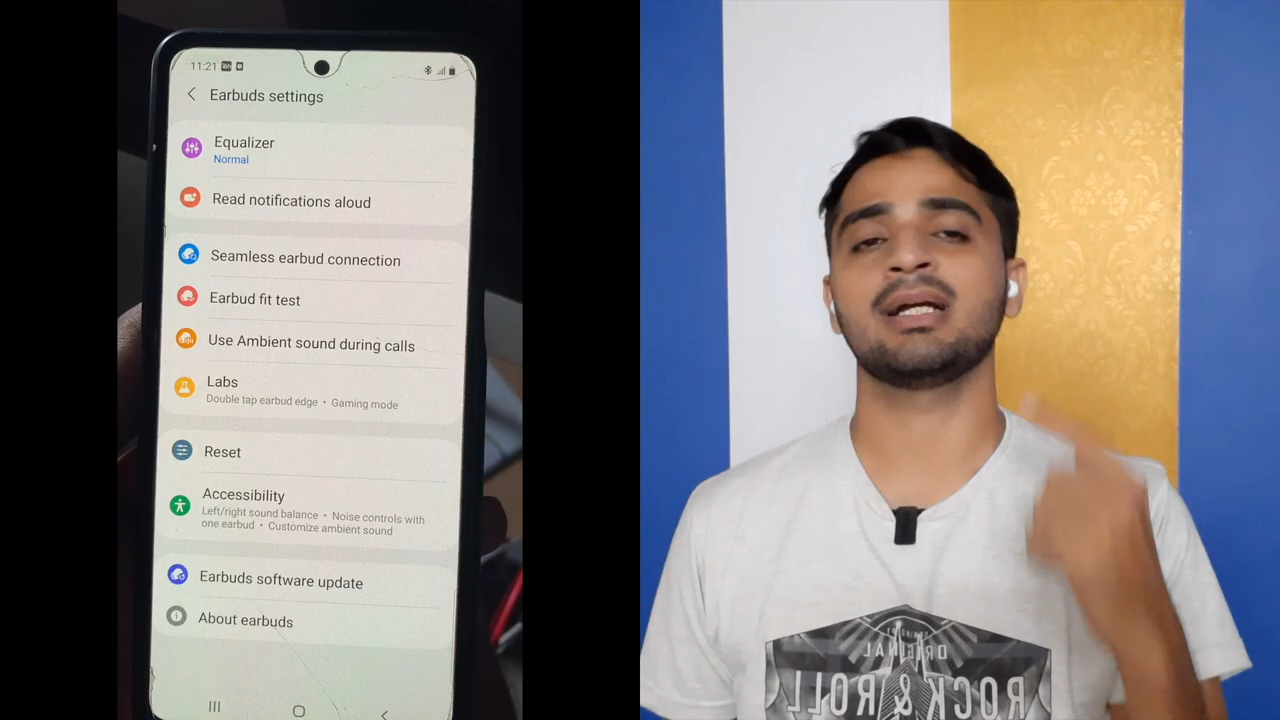 11:21
Earbuds settings
Equalizer
Normal
Read notifications aloud
Seamless earbud connection
Earbud fit test
Use Ambient sound during calls
Labs
Double tap earbud edge • Gaming mode
Reset
Accessibility
Left/right sound balance • Noise controls with
one earbud • Customize ambient sound
Earbuds software update
About earbuds
ORIGINAL
ROCK & ROLL